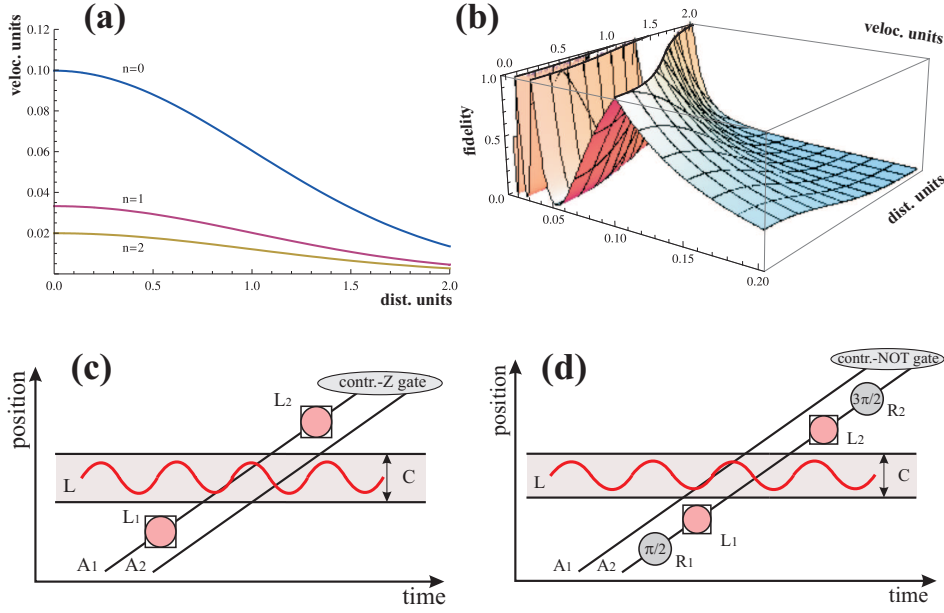 (a)
veloc. units
0.12
0.10
0.08
0.06
0.04
0.02
n=0
n=1
n=2
0.0 0.5 1.0 1.5 2.0
dist. units
(b)
veloc. units
0.0 0.5 1.0 1.5 2.0
1.0
0.5
0.0
fidelity
0.05 0.10 0.15 0.20
dist. units
(c)
position
contr.-Z gate
L2
L
C
L1
A1 A2
time
(d)
position
contr.-NOT gate
3π/2
R2
L2
L
C
L1
π/2
R1
A1 A2
time